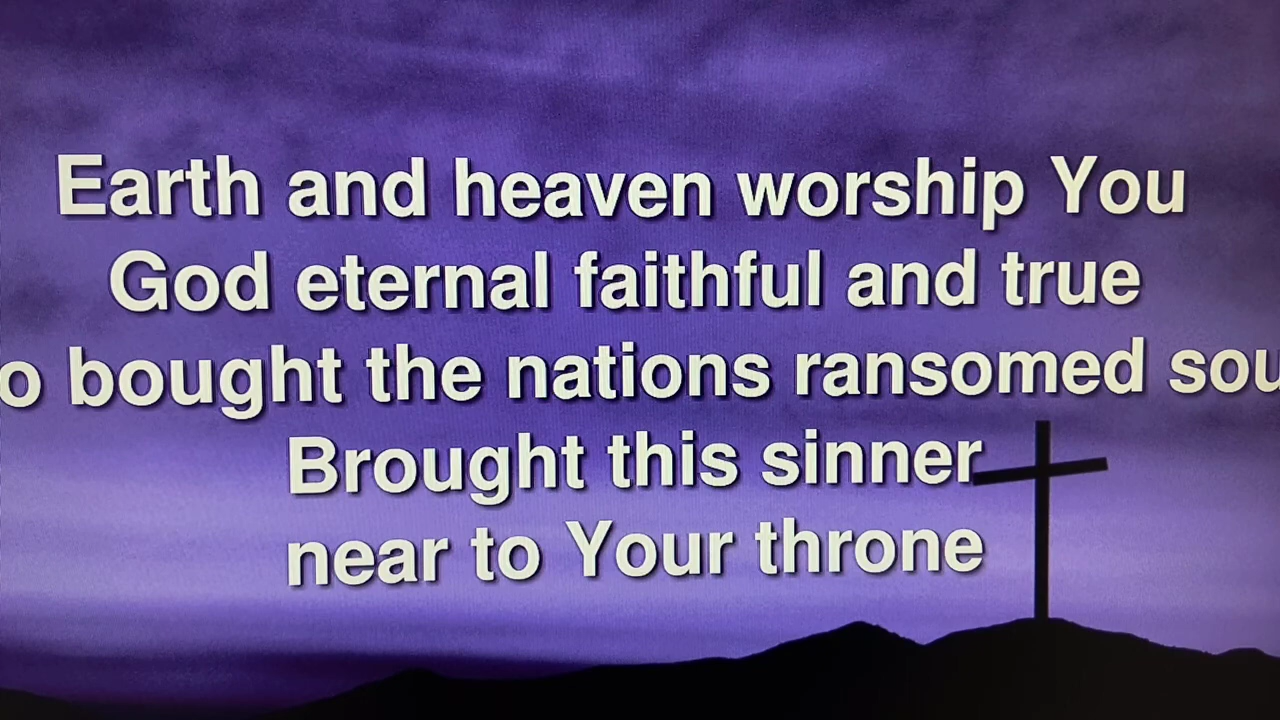 Earth and heaven worship You
God eternal faithful and true
bought the nations ransomed
Brought this sinner
near to Your throne